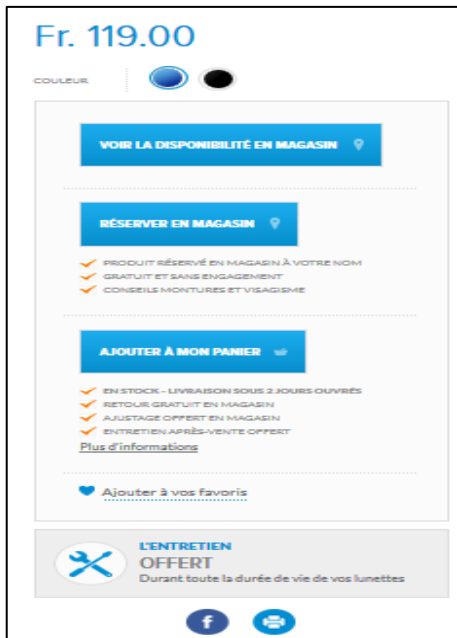 Fr. 119.00
COULEUR
VOIR LA DISPONIBILITÉ EN MAGASIN
RÉSERVER EN MAGASIN
PRODUIT RÉSERVÉ EN MAGASIN À VOTRE NOM
GRATUIT ET SANS ENGAGEMENT
CONSEILS MONTURES ET VISAGISME
AJOUTER À MON PANIER
EN STOCK - LIVRAISON SOUS 2 JOURS OUVRÉS
RETOUR GRATUIT EN MAGASIN
AJUSTAGE OFFERT EN MAGASIN
ENTRETIEN APRÈS-VENTE OFFERT
Plus d'informations
Ajouter à vos favoris
L'ENTRETIEN
OFFERT
Durant toute la durée de vie de vos lunettes
f